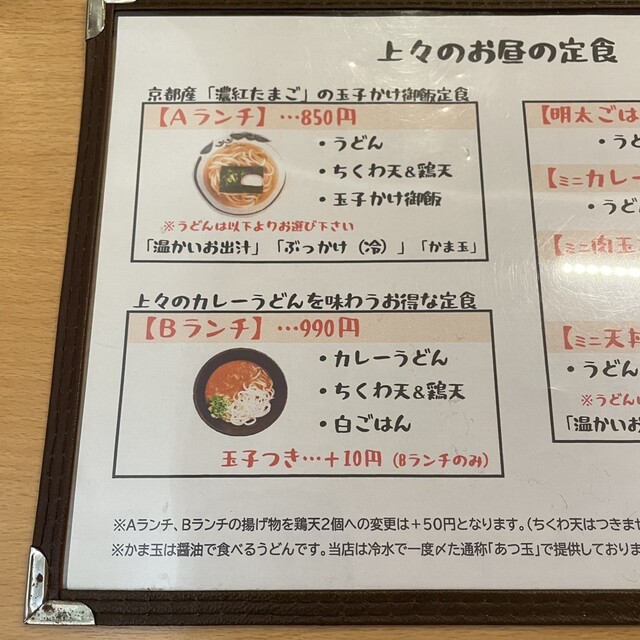 上々のお昼の定食
京都産「濃紅たまご」の玉子かけ御飯定食
【Aランチ】…850円
・うどん
・ちくわ天&鶏天
・玉子かけ御飯
※うどんは以下よりお選び下さい
「温かいお出汁」「ぶっかけ（冷）」「かま玉」
上々のカレーうどんを味わうお得な定食
【Bランチ】…990円
・カレーうどん
・ちくわ天&鶏天
・白ごはん
玉子つき…＋10円（Bランチのみ）
【明太ごは
・うど
【ミニカレー
・うど
【ミニ肉玉
【ミニ天丼
・うどん
※うどん
「温かいお
※Aランチ、Bランチの揚げ物を鶏天2個への変更は＋50円となります。（ちくわ天はつきませ
※かま玉は醤油で食べるうどんです。当店は冷水で一度〆た通称「あつ玉」で提供しておりま